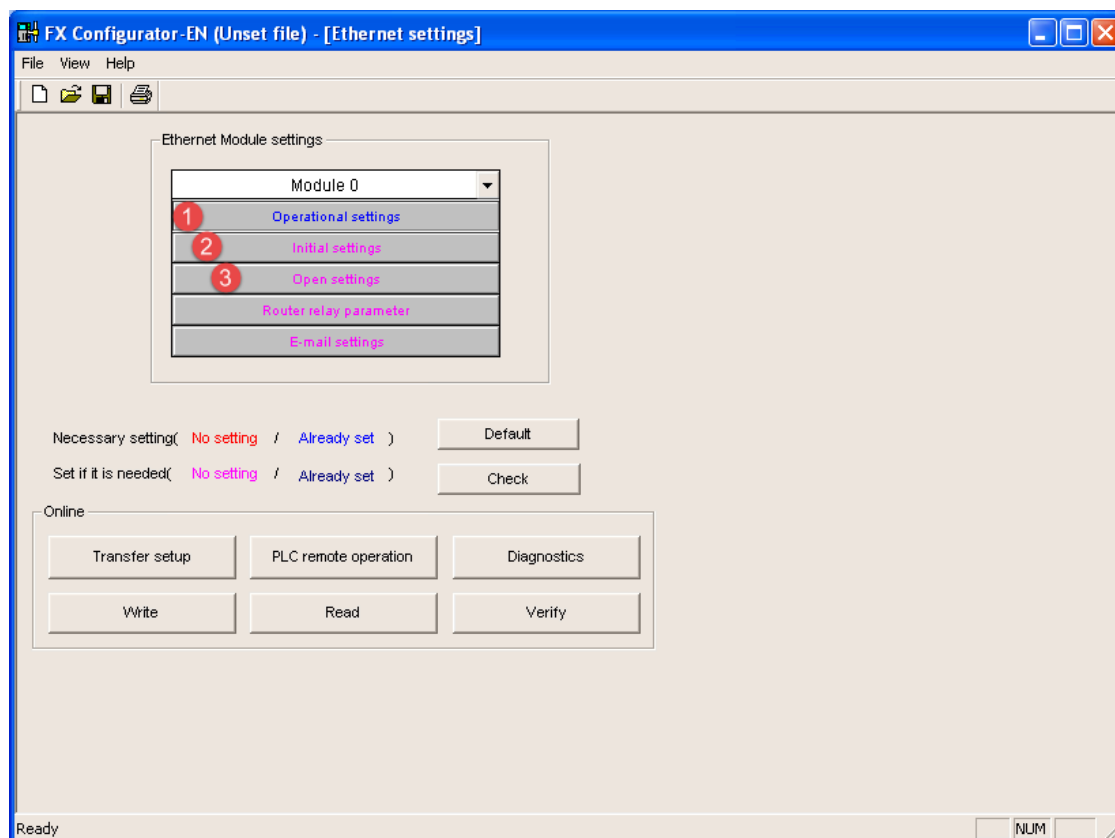 FX Configurator-EN (Unset file) - [Ethernet settings]
File View Help
Ethernet Module settings
Module 0
1 Operational settings
2 Initial settings
3 Open settings
Router relay parameter
E-mail settings
Necessary setting( No setting / Already set ) Default
Set if it is needed( No setting / Already set ) Check
Online
Transfer setup PLC remote operation Diagnostics
Write Read Verify
Ready NUM